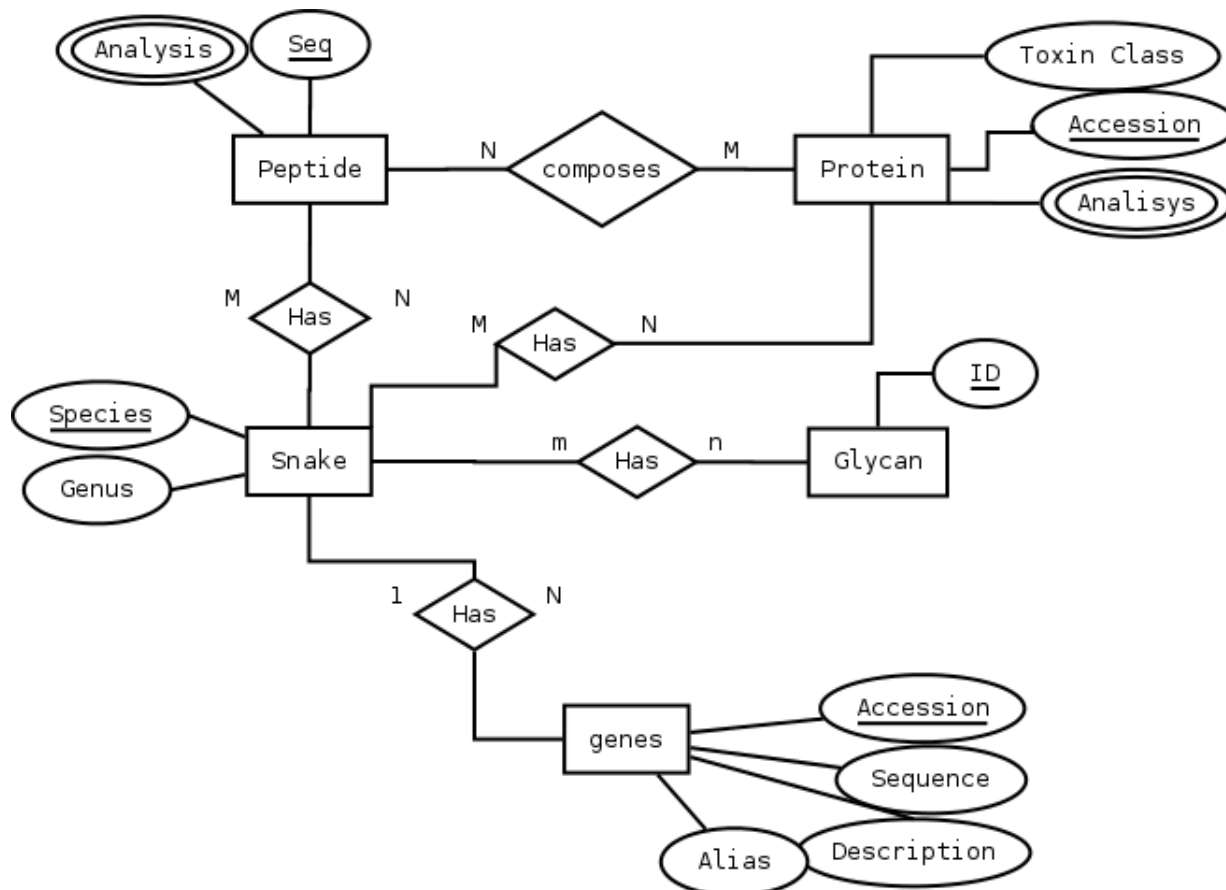 Analysis
Seq
Toxin Class
Accession
Peptide
N
composes
M
Protein
Analisys
M
Has
N
M
Has
N
ID
Species
Snake
m
Has
n
Glycan
Genus
1
Has
N
Accession
genes
Sequence
Alias
Description